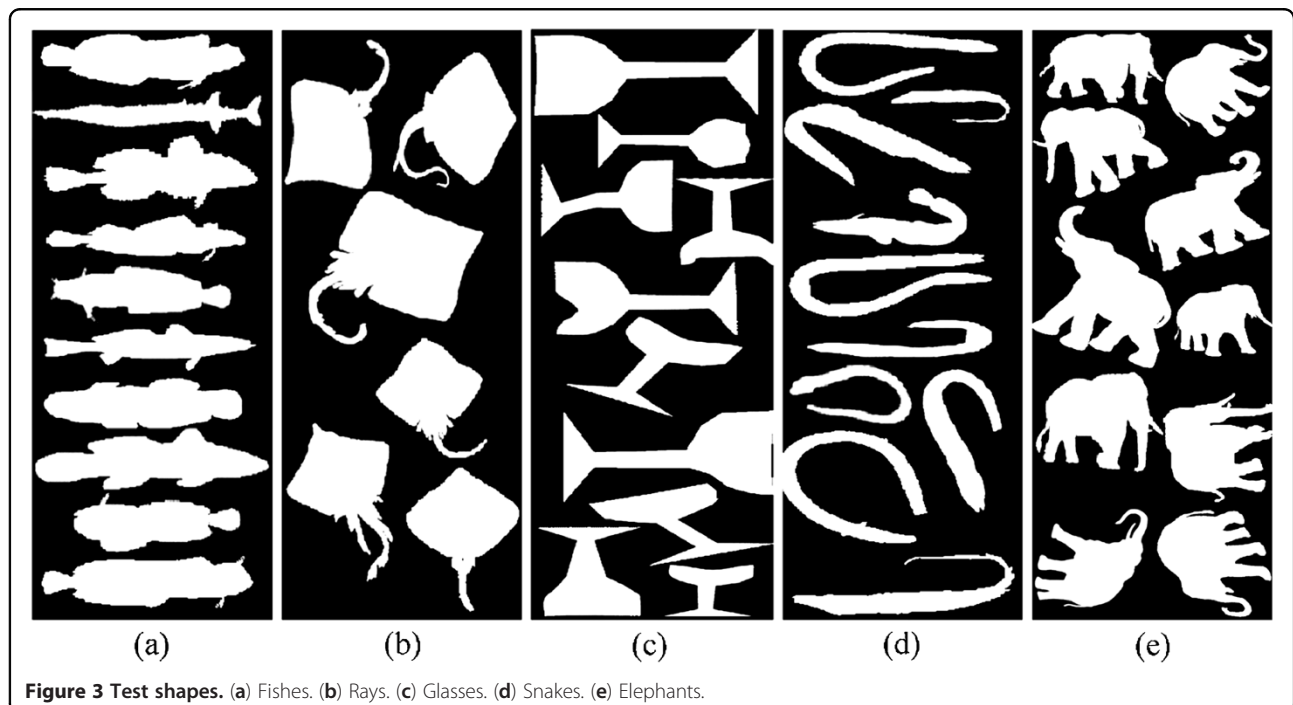 (a) (b) (c) (d) (e)
Figure 3 Test shapes. (a) Fishes. (b) Rays. (c) Glasses. (d) Snakes. (e) Elephants.